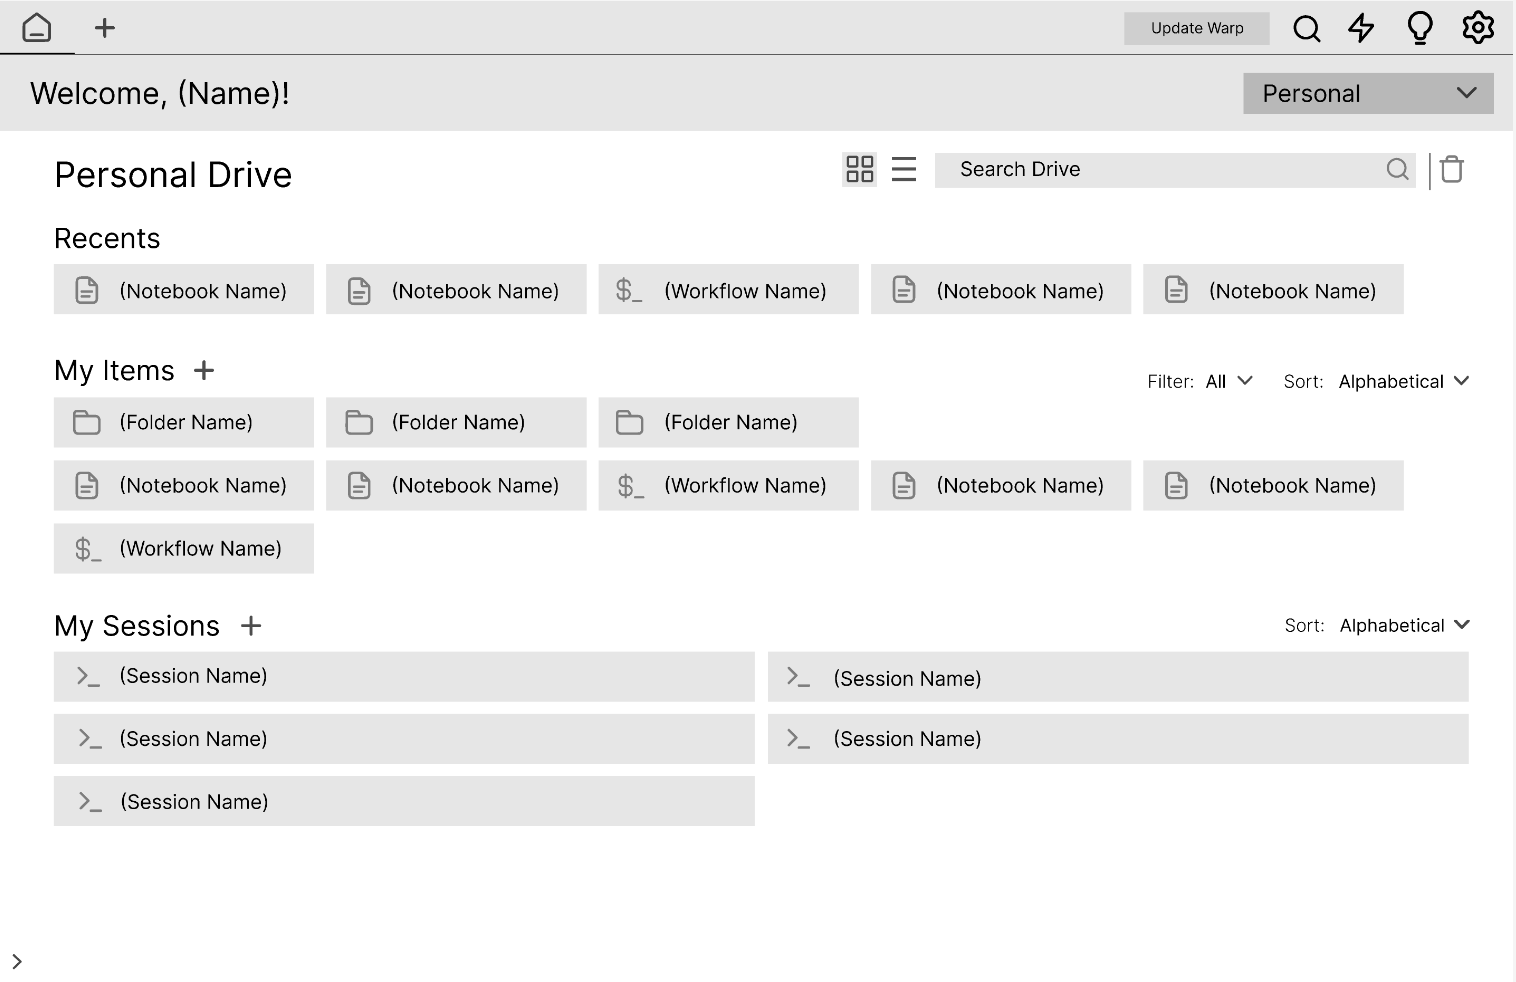 Update Warp
Welcome, (Name)!
Personal
Personal Drive
Search Drive
Recents
(Notebook Name)
(Notebook Name)
$_ (Workflow Name)
(Notebook Name)
(Notebook Name)
My Items +
Filter: All
Sort: Alphabetical
(Folder Name)
(Folder Name)
(Folder Name)
(Notebook Name)
(Notebook Name)
$_ (Workflow Name)
(Notebook Name)
(Notebook Name)
$_ (Workflow Name)
My Sessions +
Sort: Alphabetical
>_ (Session Name)
>_ (Session Name)
>_ (Session Name)
>_ (Session Name)
>_ (Session Name)